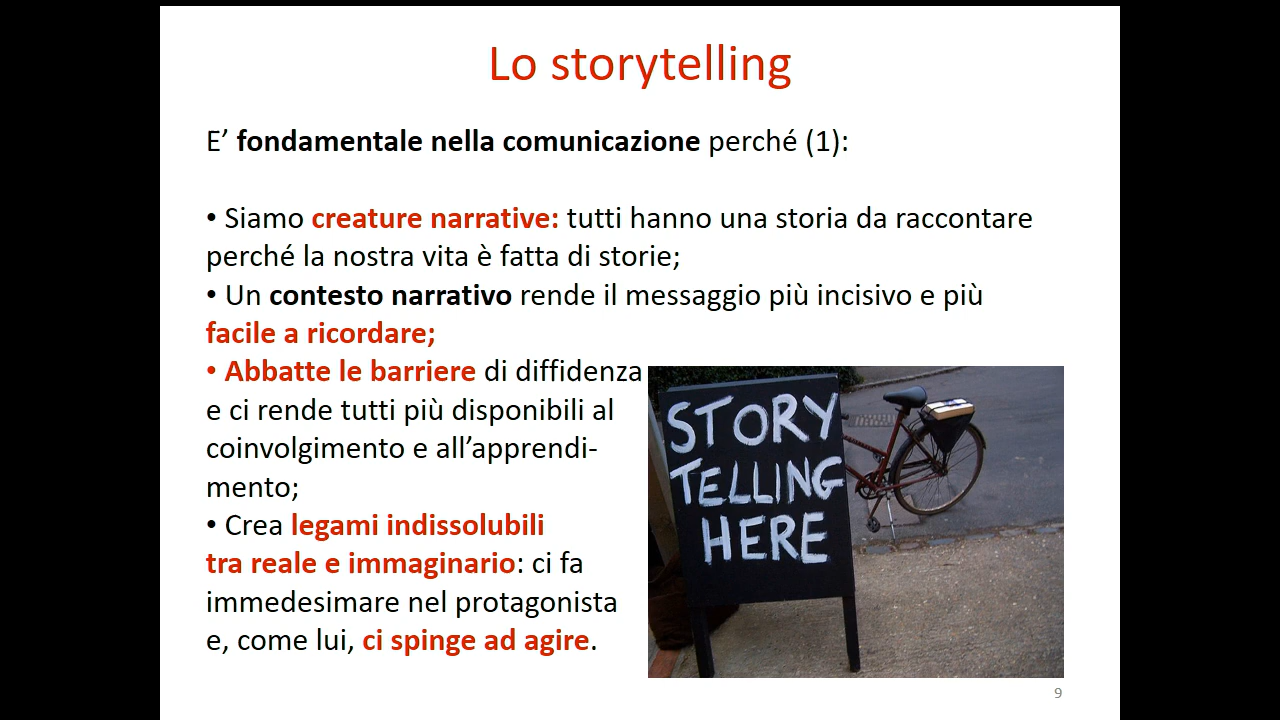 Lo storytelling
E’ fondamentale nella comunicazione perché (1):
• Siamo creature narrative: tutti hanno una storia da raccontare
perché la nostra vita è fatta di storie;
• Un contesto narrativo rende il messaggio più incisivo e più
facile a ricordare;
• Abbatte le barriere di diffidenza
e ci rende tutti più disponibili al
coinvolgimento e all’apprendi-
mento;
• Crea legami indissolubili
tra reale e immaginario: ci fa
immedesimare nel protagonista
e, come lui, ci spinge ad agire.
STORY
TELLING
HERE
9